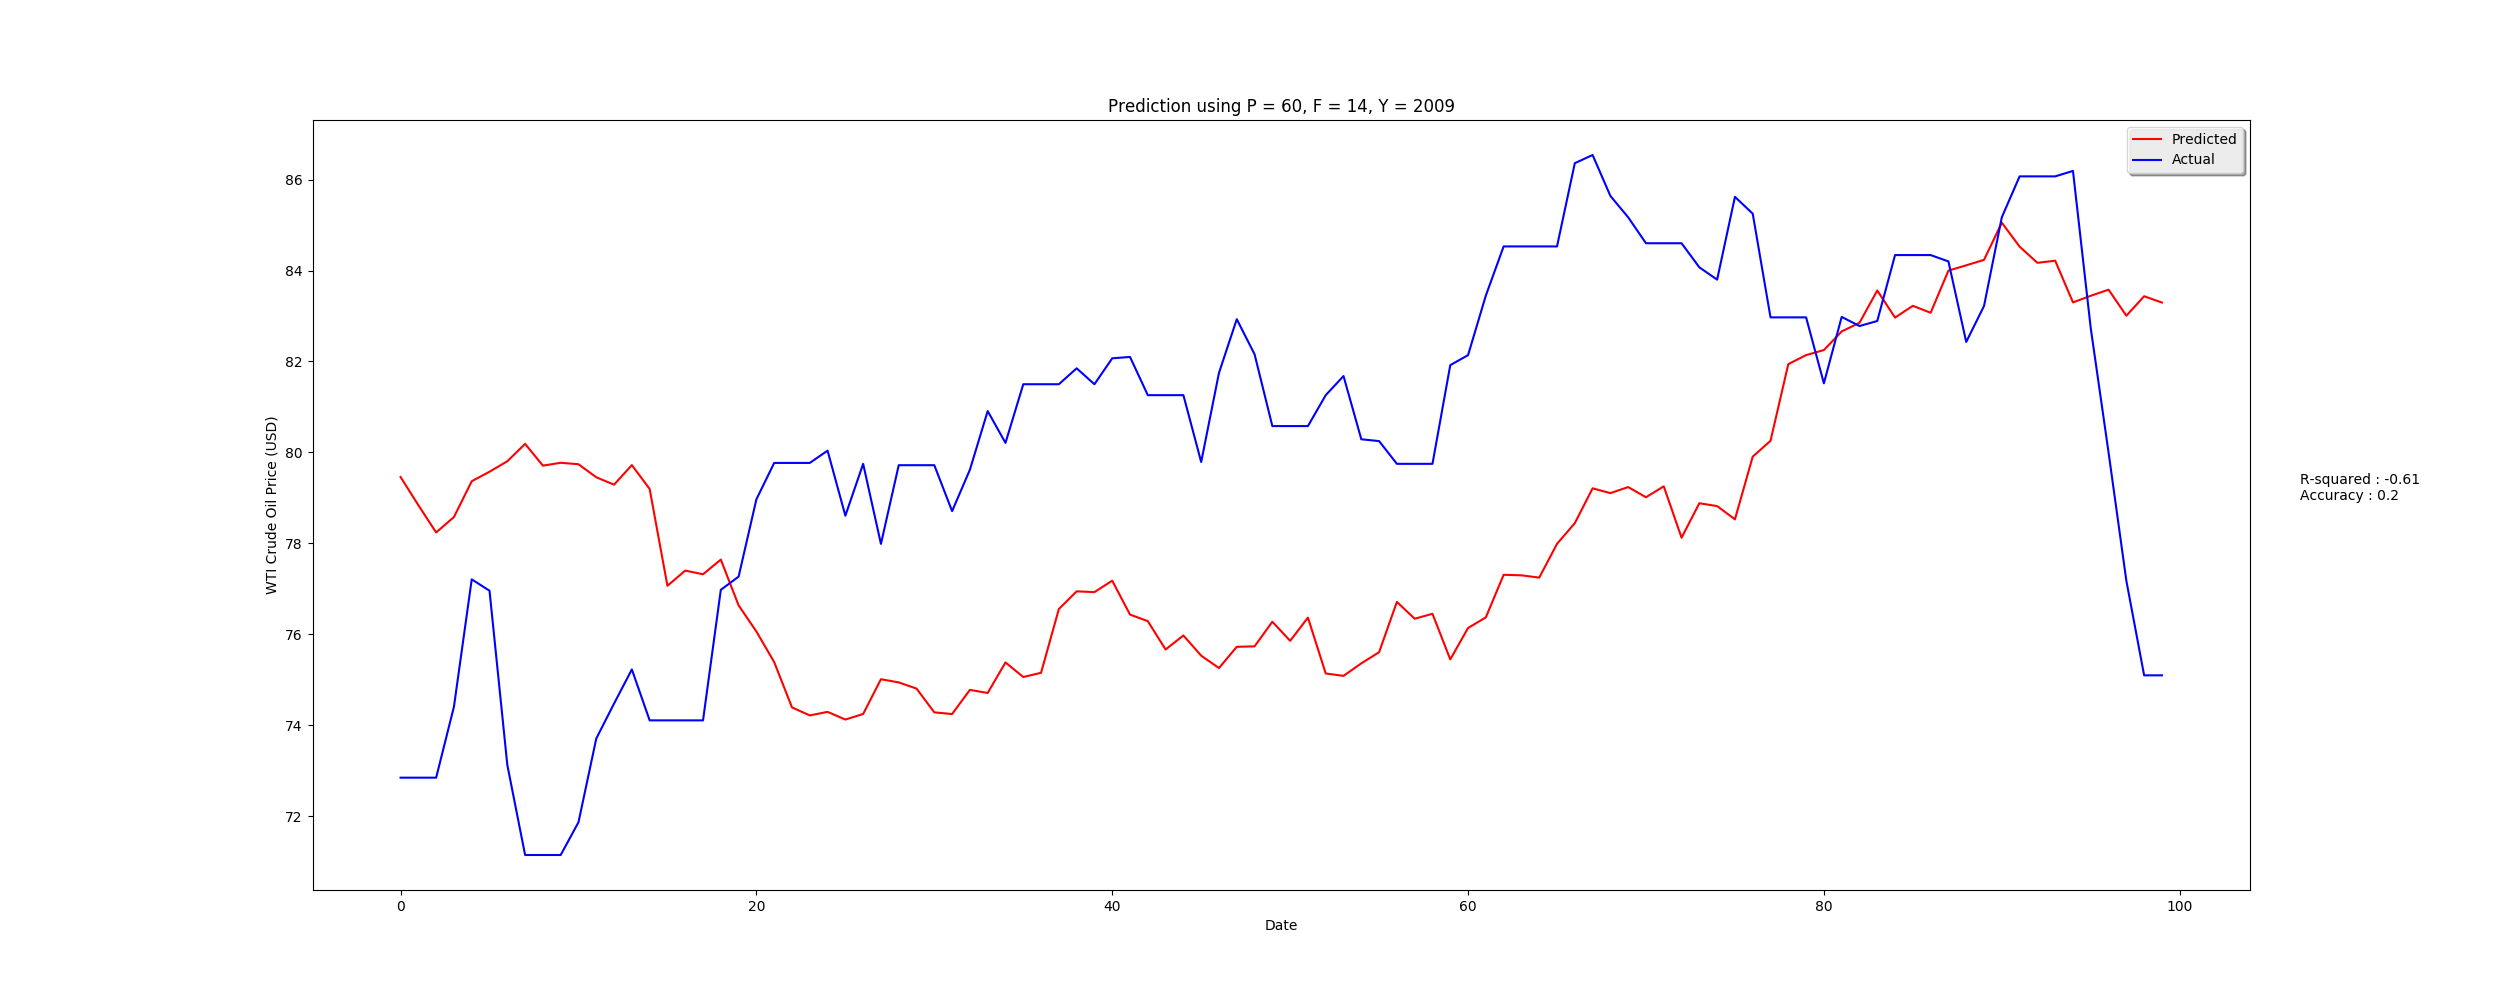 Prediction using P = 60, F = 14, Y = 2009
Predicted
Actual
86
84
82
80
78
76
74
72
WTI Crude Oil Price (USD)
R-squared : -0.61
Accuracy : 0.2
0 20 40 60 80 100
Date